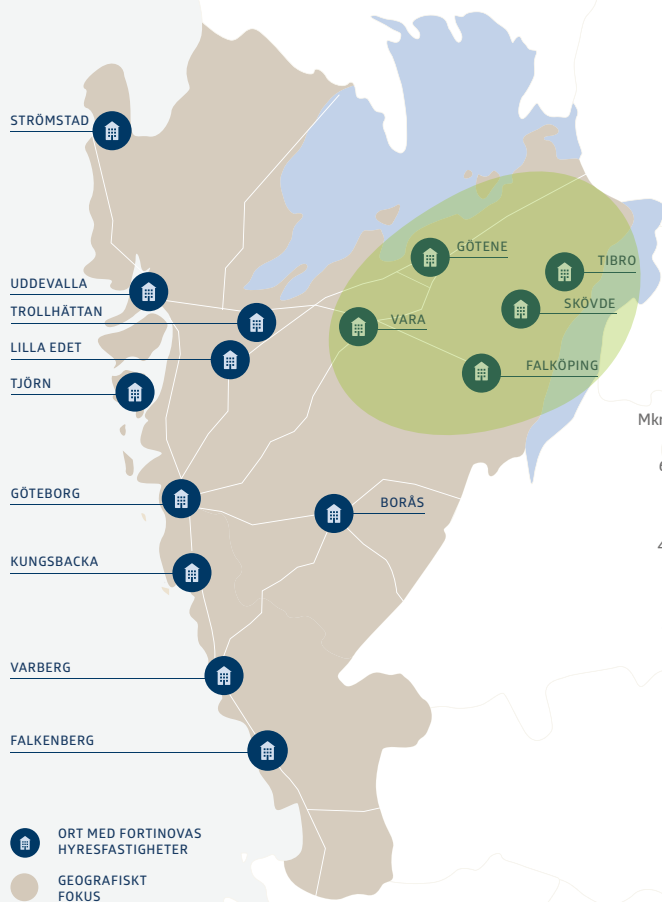 STRÖMSTAD
GÖTENE
TIBRO
UDDEVALLA
SKÖVDE
TROLLHÄTTAN
VARA
LILLA EDET
FALKÖPING
TJÖRN
Mkr
GÖTEBORG
BORÅS
KUNGSBACKA
VARBERG
FALKENBERG
ORT MED FORTINOVAS
HYRESFASTIGHETER
GEOGRAFISKT
FOKUS